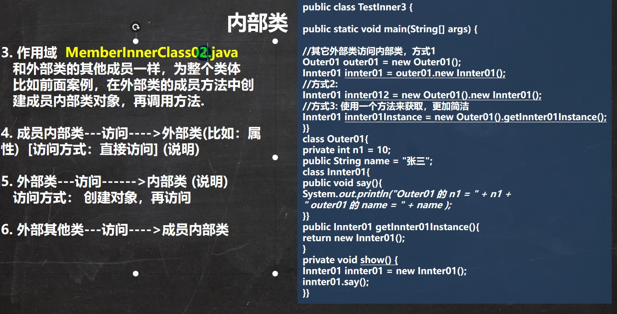 内部类
3. 作用域  MemberInnerClass02.java
和外部类的其他成员一样，为整个类体
比如前面案例，在外部类的成员方法中创
建成员内部类对象，再调用方法.
4. 成员内部类---访问---->外部类(比如：属
性)  [访问方式：直接访问] (说明)
5. 外部类---访问------>内部类 (说明)
访问方式： 创建对象，再访问
6. 外部其他类---访问---->成员内部类
public class TestInner3 {
public static void main(String[] args) {
//其它外部类访问内部类，方式1
Outer01 outer01 = new Outer01();
Innter01 innter01 = outer01.new Innter01();
//方式2:
Innter01 innter012 = new Outer01().new Innter01();
//方式3: 使用一个方法来获取，更加简洁
Innter01 innter01Instance = new Outer01().getInnter01Instance();
}}
class Outer01{
private int n1 = 10;
public String name = "张三";
class Innter01{
public void say(){
System.out.println("Outer01 的 n1 = " + n1 +
" outer01 的 name = " + name );
}}
public Innter01 getInnter01Instance(){
return new Innter01();
}
private void show() {
Innter01 innter01 = new Innter01();
innter01.say();
}}